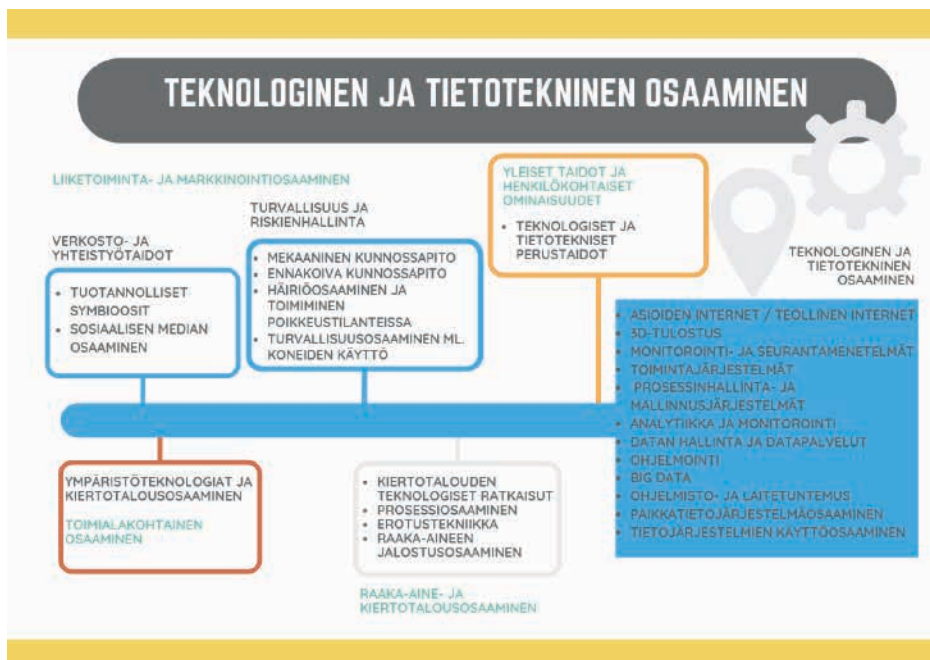 TEKNOLOGINEN JA TIETOTEKNINEN OSAAMINEN
LIIKETOIMINTA- JA MARKKINOINTIOSAAMINEN
VERKOSTO- JA
YHTEISTYÖTAIDOT
• TUOTANNOLLISET
SYMBIOOSIT
• SOSIAALISEN MEDIAN
OSAAMINEN
TURVALLISUUS JA
RISKIENHALLINTA
• MEKAANINEN KUNNOSSAPITO
• ENNAKOIVA KUNNOSSAPITO
• HÄIRIÖOSAAMINEN JA
TOIMIMINEN
POIKKEUSTILANTEISSA
• TURVALLISUUSOSAAMINEN ML.
KONEIDEN KÄYTTÖ
YLEISET TAIDOT JA
HENKILÖKOHTAISET
OMINAISUUDET
• TEKNOLOGISET JA
TIETOTEKNISET
PERUSTAIDOT
TEKNOLOGINEN JA
TIETOTEKNINEN
OSAAMINEN
• ASIOIDEN INTERNET / TEOLLINEN INTERNET
• 3D-TULOSTUS
• MONITOROINTI- JA SEURANTAMENETELMÄT
• TOIMINTAJÄRJESTELMÄT
• PROSESSINHALLINTA- JA
MALLINNUSJÄRJESTELMÄT
• ANALYTIIKKA JA MONITOROINTI
• DATAN HALLINTA JA DATAPALVELUT
• OHJELMOINTI
• BIG DATA
• OHJELMISTO- JA LAITETUNTEMUS
• PAIKKATIETOJÄRJESTELMÄOSAAMINEN
• TIETOJÄRJESTELMIEN KÄYTTÖOSAAMINEN
YMPÄRISTÖTEKNOLOGIAT JA
KIERTOTALOUSOSAAMINEN
TOIMIALAKOHTAINEN
OSAAMINEN
• KIERTOTALOUDEN
TEKNOLOGISET RATKAISUT
• PROSESSIOSAAMINEN
• EROTUSTEKNIIKKA
• RAAKA-AINEEN
JALOSTUSOSAAMINEN
RAAKA-AINE- JA
KIERTOTALOUSOSAAMINEN